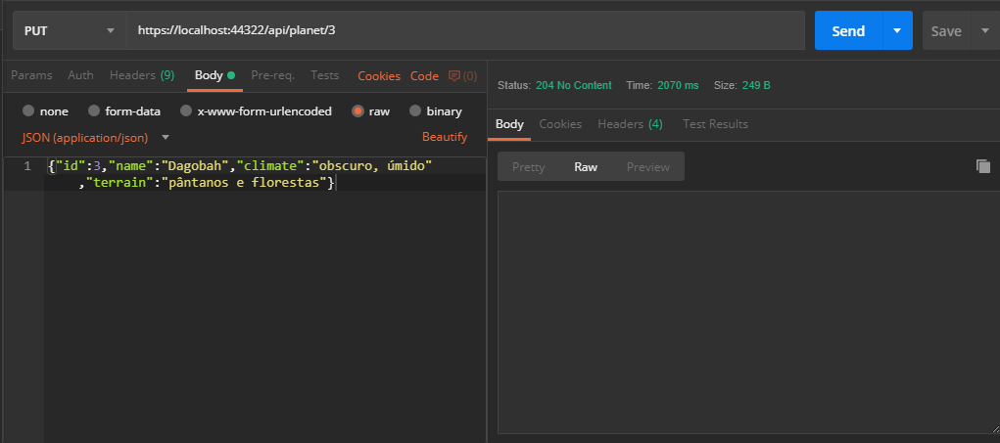 PUT https://localhost:44322/api/planet/3 Send Save
Params Auth Headers (9) Body Pre-req. Tests Cookies Code (0)
Status: 204 No Content Time: 2070 ms Size: 249 B
none form-data x-www-form-urlencoded raw binary
Body Cookies Headers (4) Test Results
JSON (application/json) Beautify
Pretty Raw Preview
1 {"id":3,"name":"Dagobah","climate":"obscuro, úmido"
,"terrain":"pântanos e florestas"}